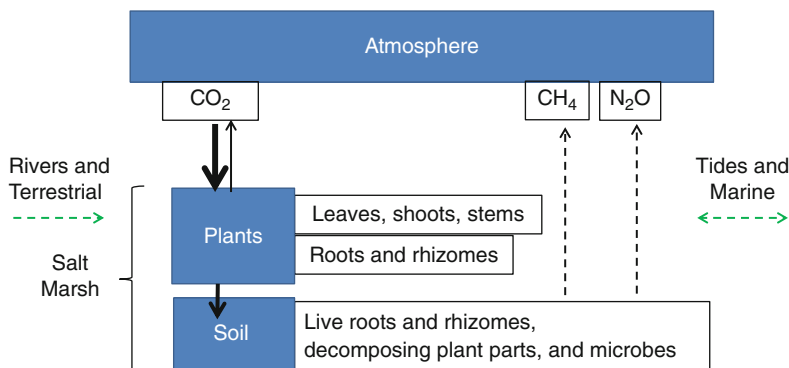 Atmosphere
CO₂
CH₄
N₂O
Rivers and
Terrestrial
Tides and
Marine
Plants
Leaves, shoots, stems
Roots and rhizomes
Salt
Marsh
Soil
Live roots and rhizomes,
decomposing plant parts, and microbes